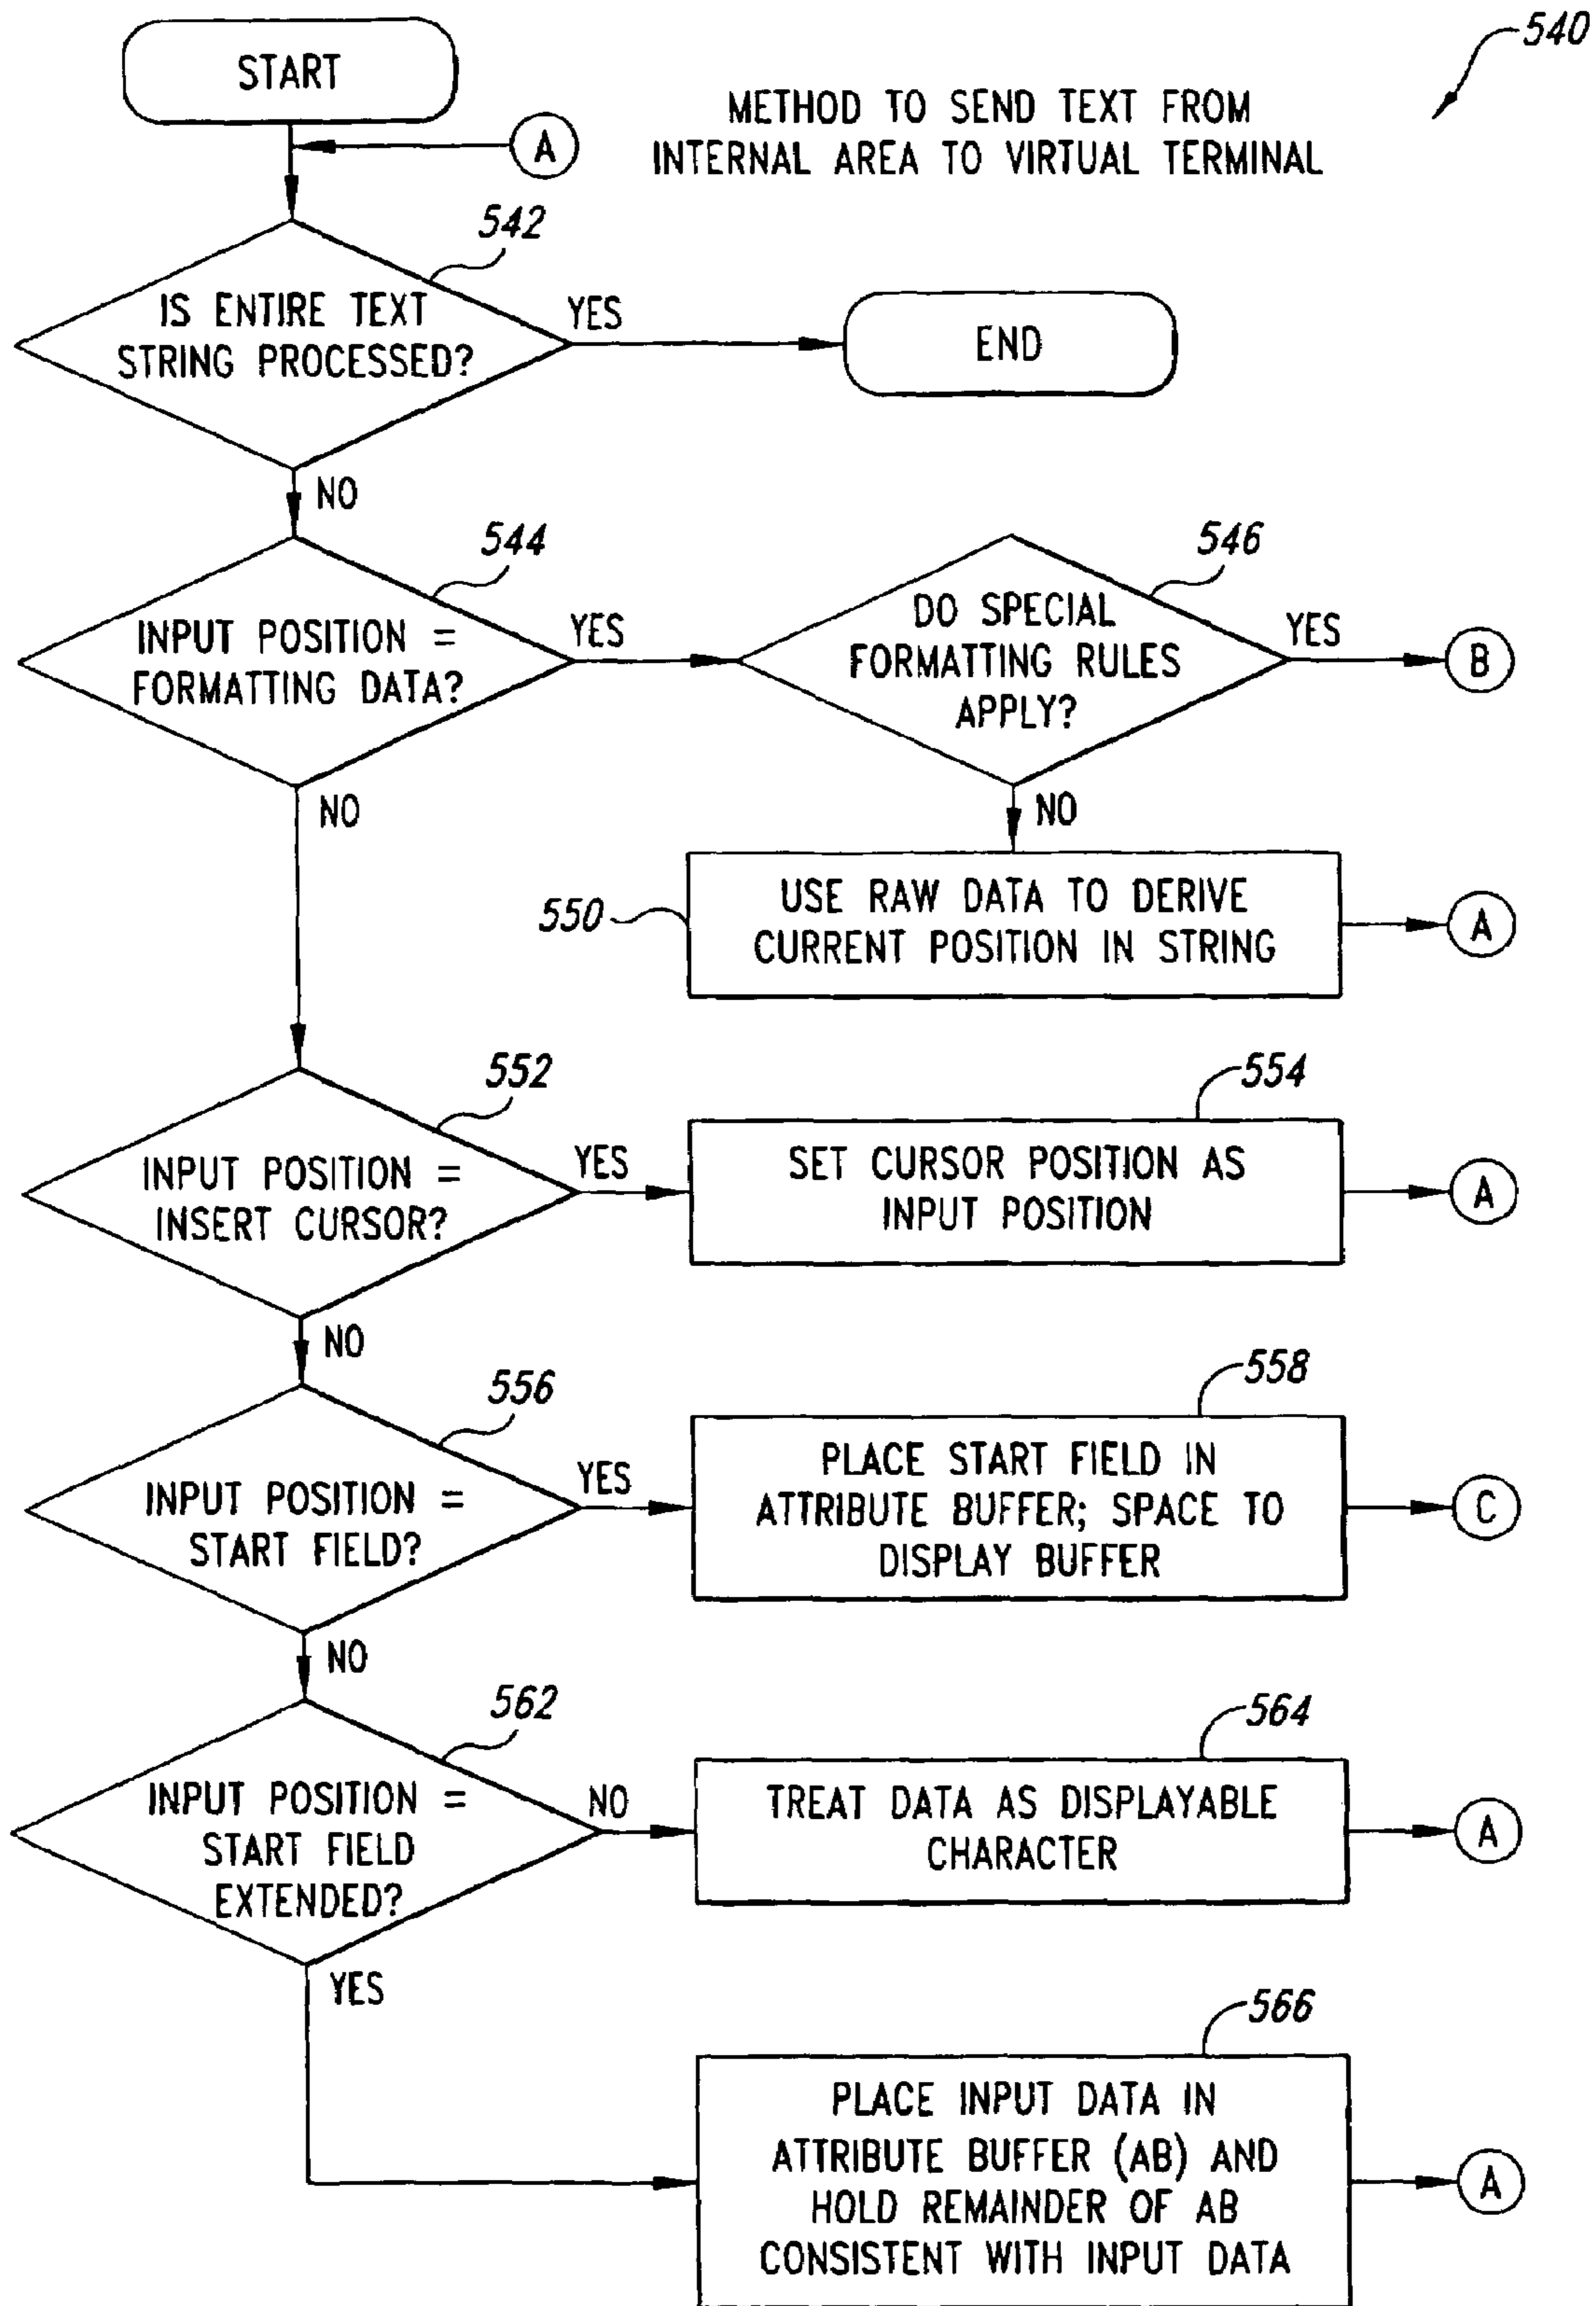 540
START
METHOD TO SEND TEXT FROM
INTERNAL AREA TO VIRTUAL TERMINAL
A
542
IS ENTIRE TEXT
STRING PROCESSED?
YES
END
NO
544
INPUT POSITION =
FORMATTING DATA?
YES
546
DO SPECIAL
FORMATTING RULES
APPLY?
YES
B
NO
NO
550
USE RAW DATA TO DERIVE
CURRENT POSITION IN STRING
A
552
INPUT POSITION =
INSERT CURSOR?
YES
554
SET CURSOR POSITION AS
INPUT POSITION
A
NO
556
INPUT POSITION =
START FIELD?
YES
558
PLACE START FIELD IN
ATTRIBUTE BUFFER; SPACE TO
DISPLAY BUFFER
C
NO
562
INPUT POSITION =
START FIELD
EXTENDED?
NO
564
TREAT DATA AS DISPLAYABLE
CHARACTER
A
YES
566
PLACE INPUT DATA IN
ATTRIBUTE BUFFER (AB) AND
HOLD REMAINDER OF AB
CONSISTENT WITH INPUT DATA
A